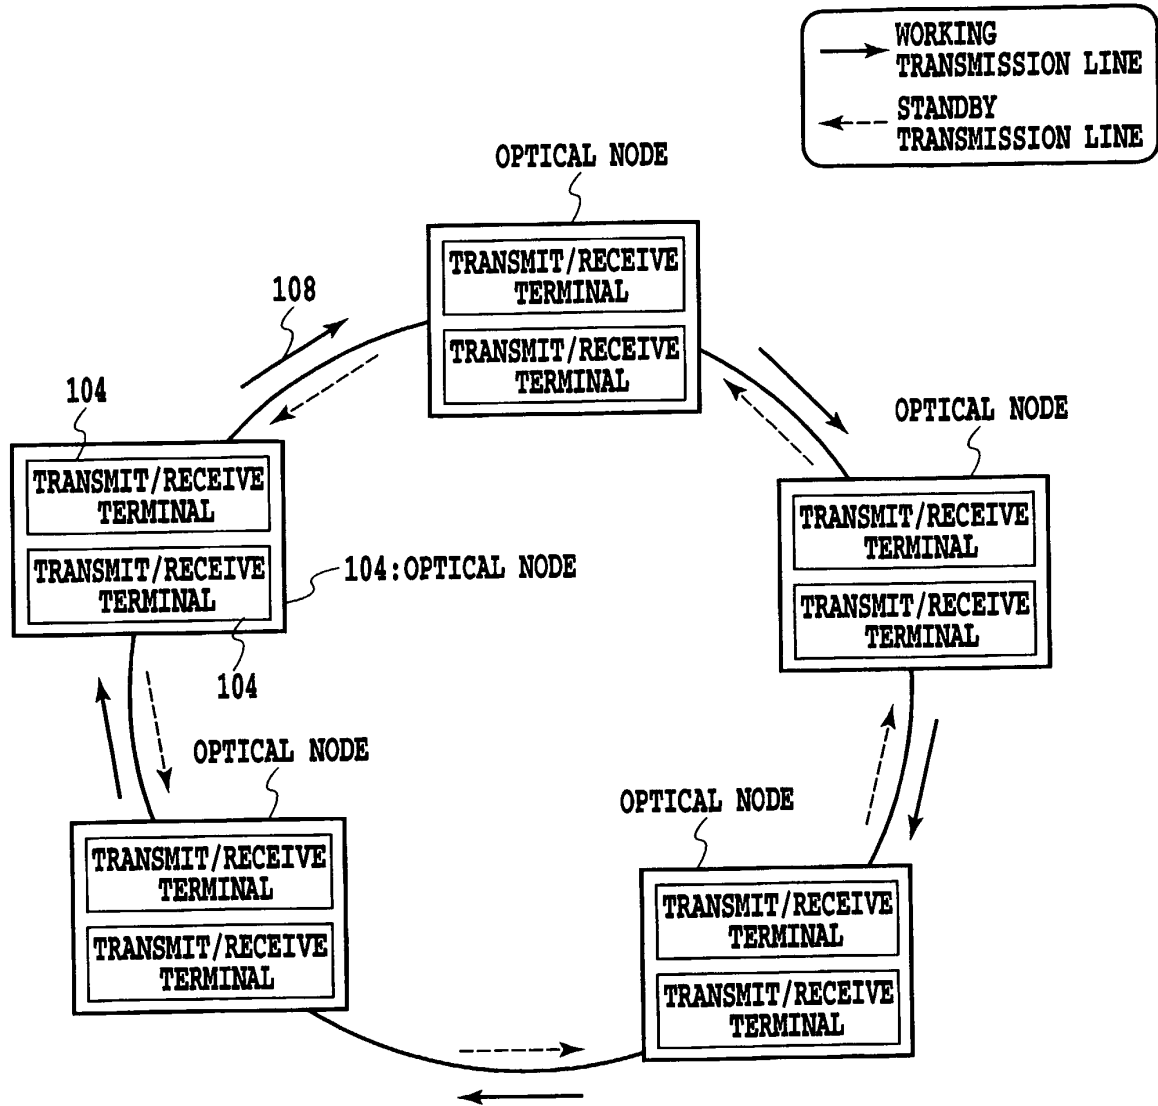 WORKING
TRANSMISSION LINE
STANDBY
TRANSMISSION LINE
OPTICAL NODE
TRANSMIT/RECEIVE
TERMINAL
TRANSMIT/RECEIVE
TERMINAL
108
104
OPTICAL NODE
TRANSMIT/RECEIVE
TERMINAL
TRANSMIT/RECEIVE
TERMINAL
104:OPTICAL NODE
104
TRANSMIT/RECEIVE
TERMINAL
TRANSMIT/RECEIVE
TERMINAL
OPTICAL NODE
TRANSMIT/RECEIVE
TERMINAL
TRANSMIT/RECEIVE
TERMINAL
OPTICAL NODE
TRANSMIT/RECEIVE
TERMINAL
TRANSMIT/RECEIVE
TERMINAL